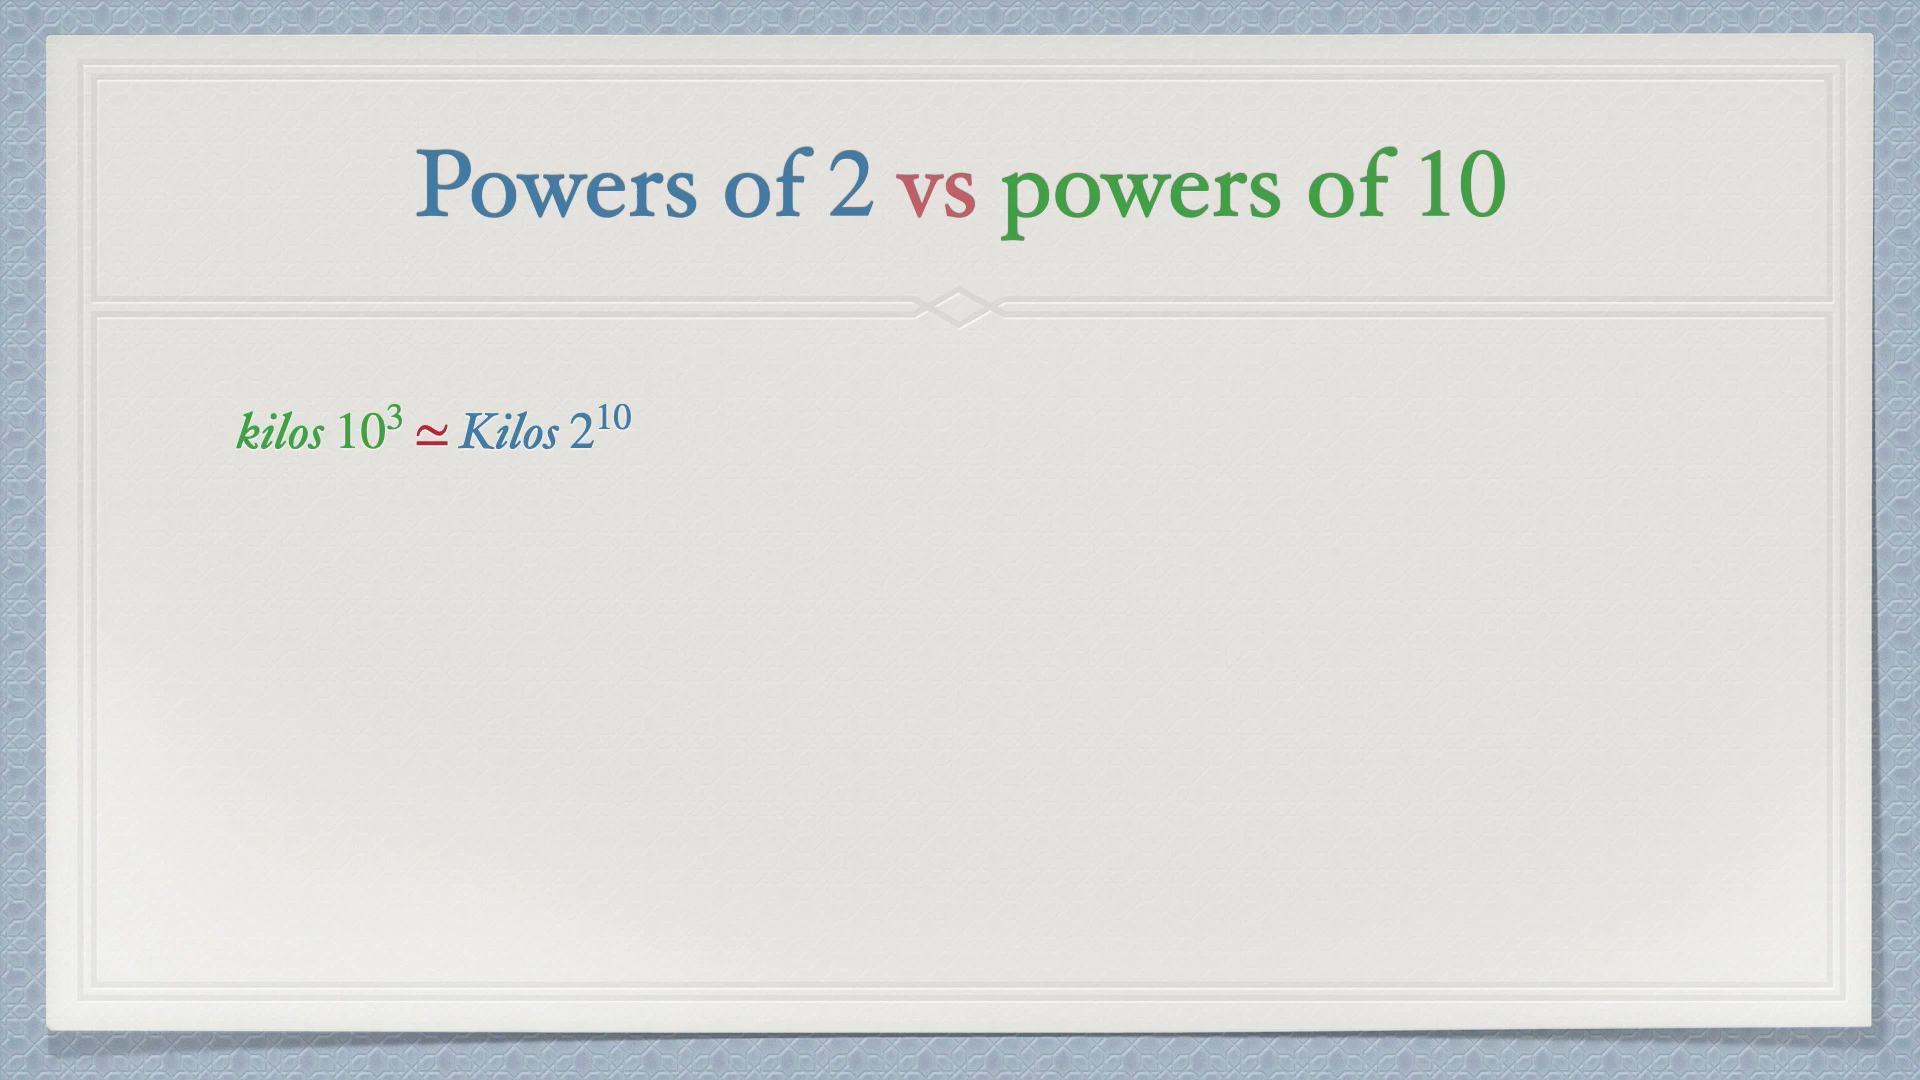 Powers of 2 vs powers of 10
kilos 10³ ≃ Kilos 2¹⁰